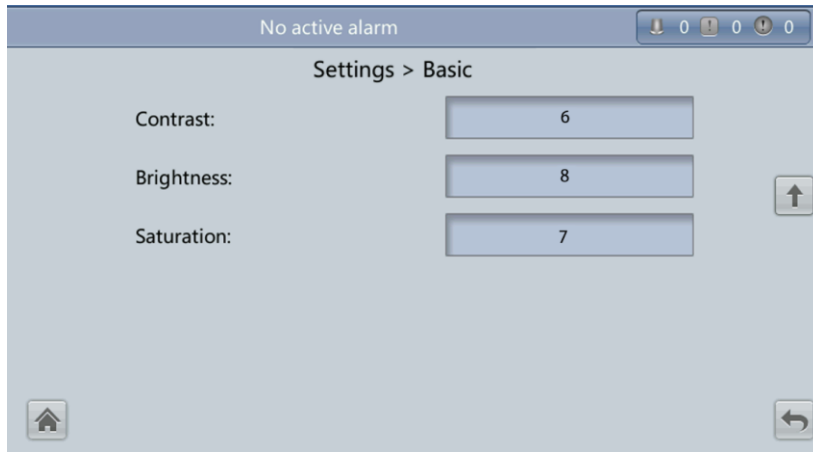 No active alarm 0 0 0
Settings > Basic
Contrast: 6
Brightness: 8
Saturation: 7